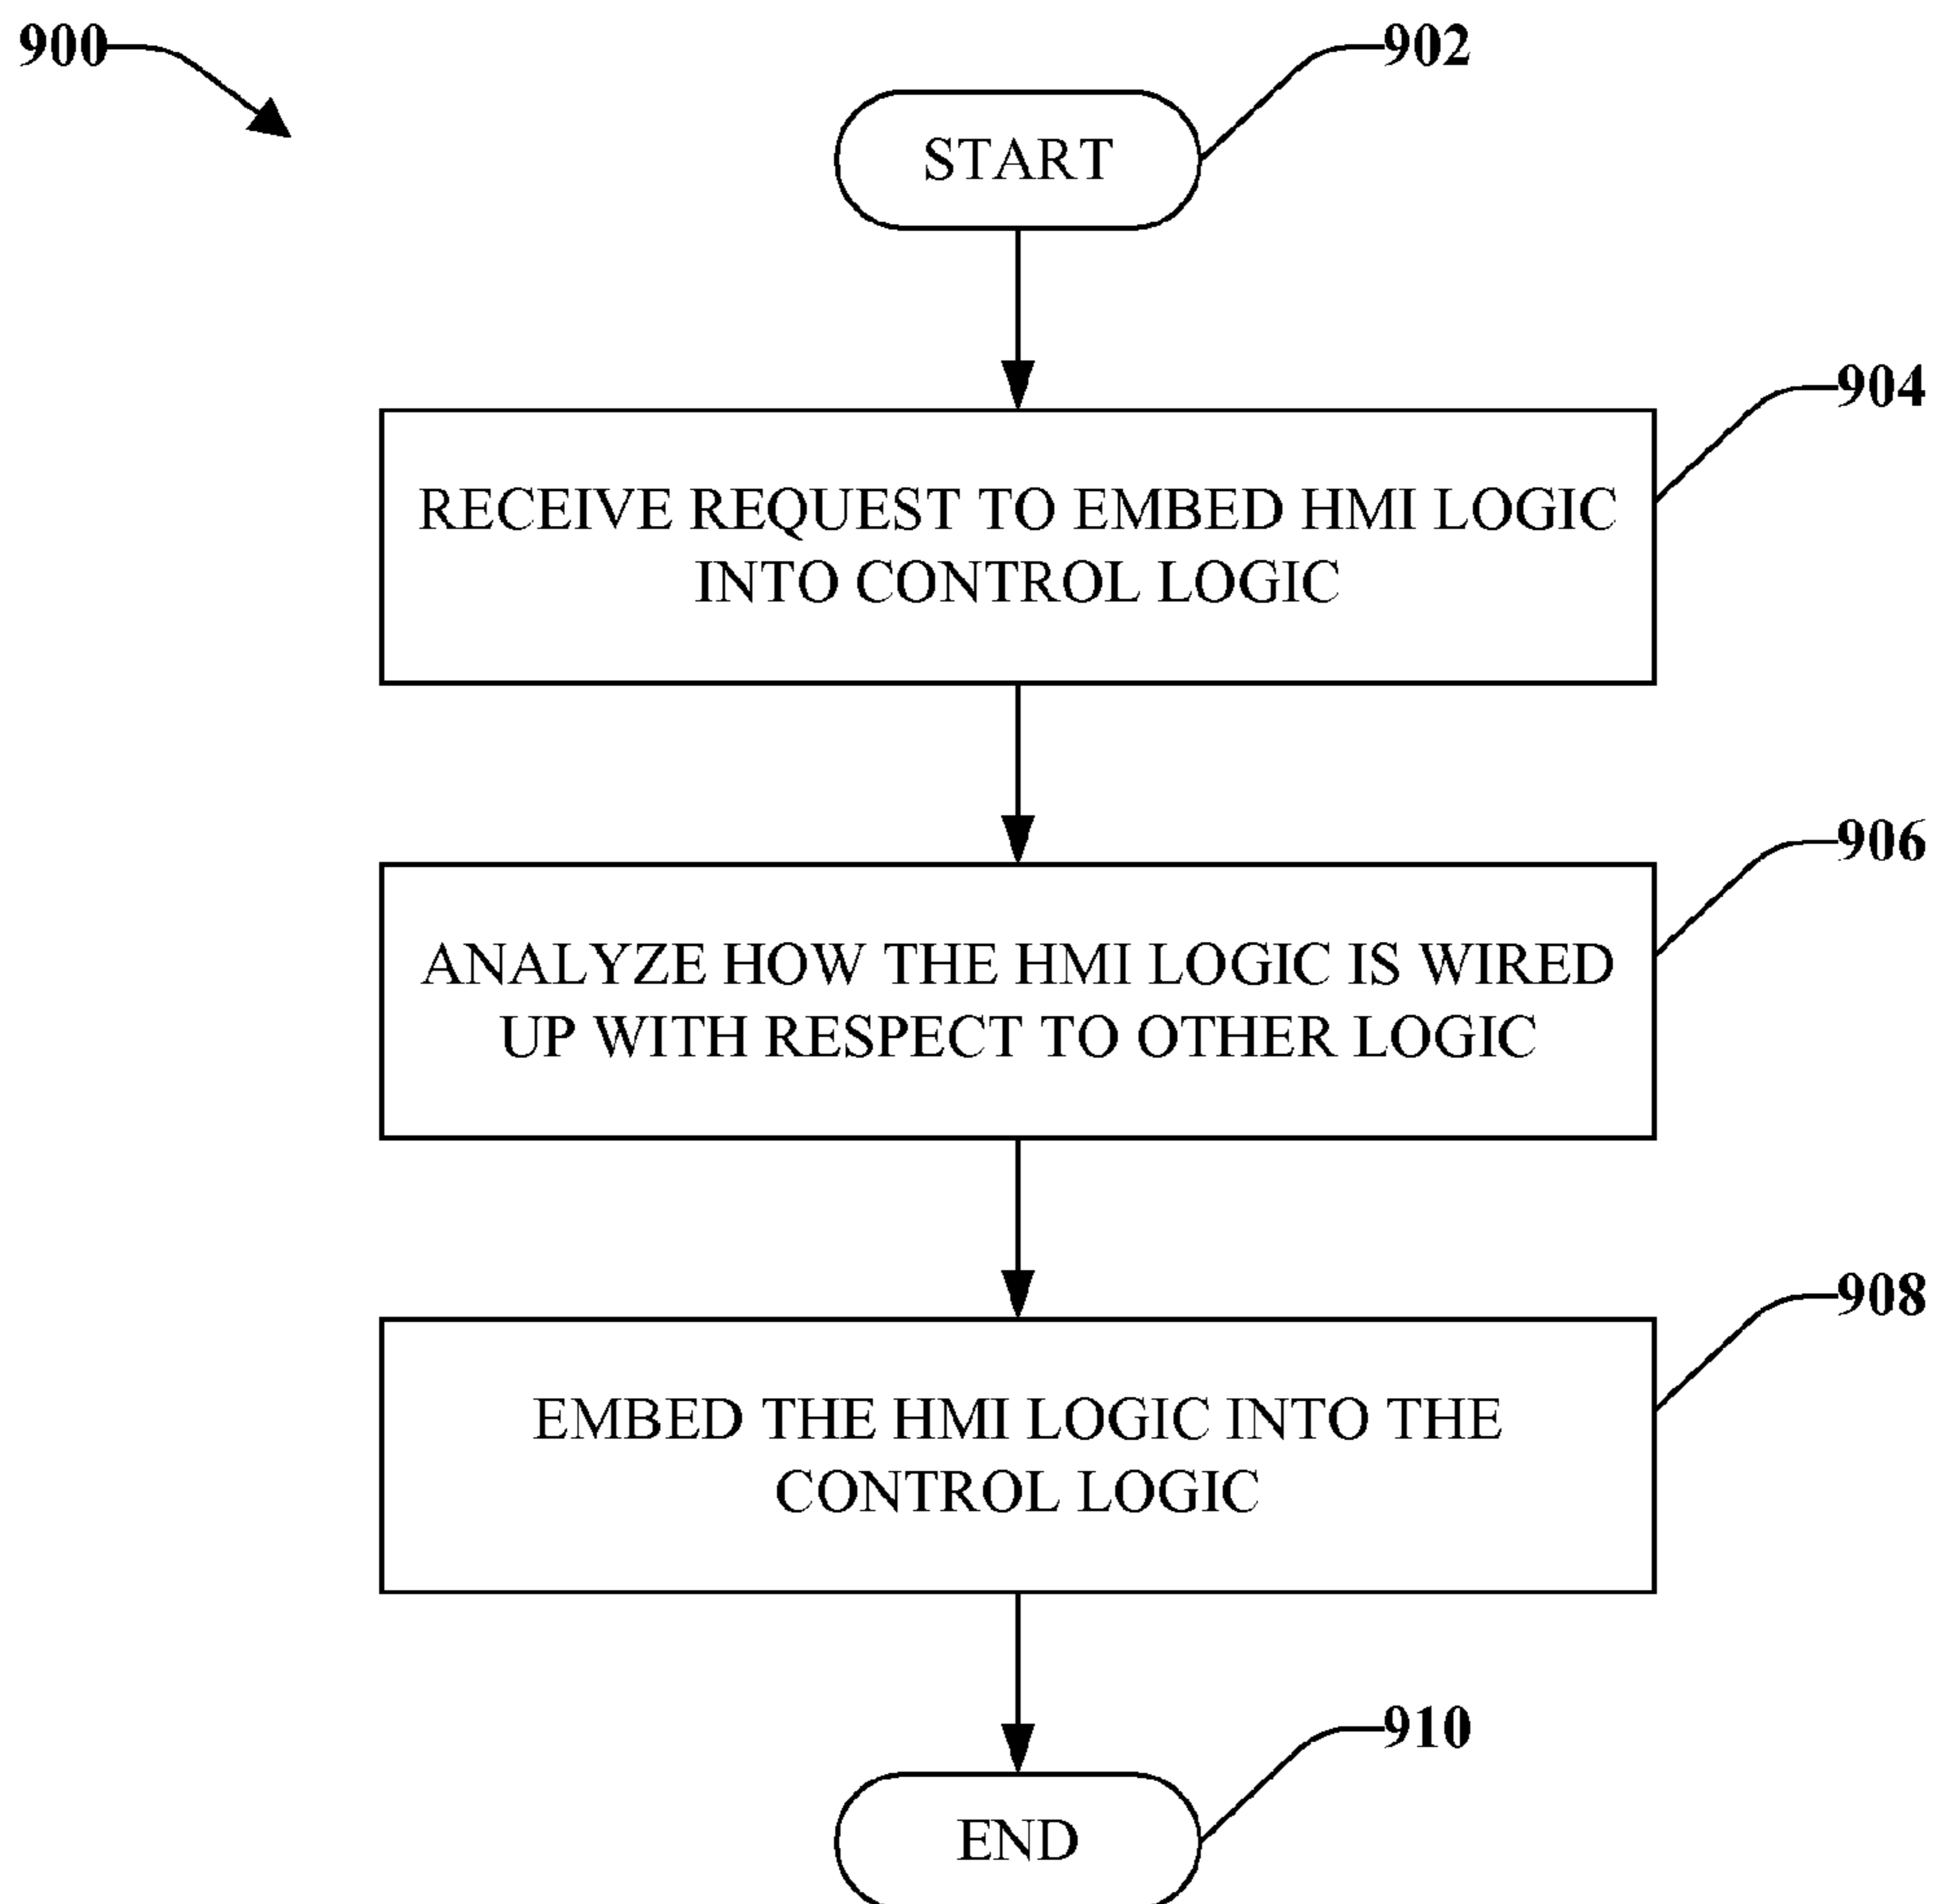 900
902
START
904
RECEIVE REQUEST TO EMBED HMI LOGIC
INTO CONTROL LOGIC
906
ANALYZE HOW THE HMI LOGIC IS WIRED
UP WITH RESPECT TO OTHER LOGIC
908
EMBED THE HMI LOGIC INTO THE
CONTROL LOGIC
910
END